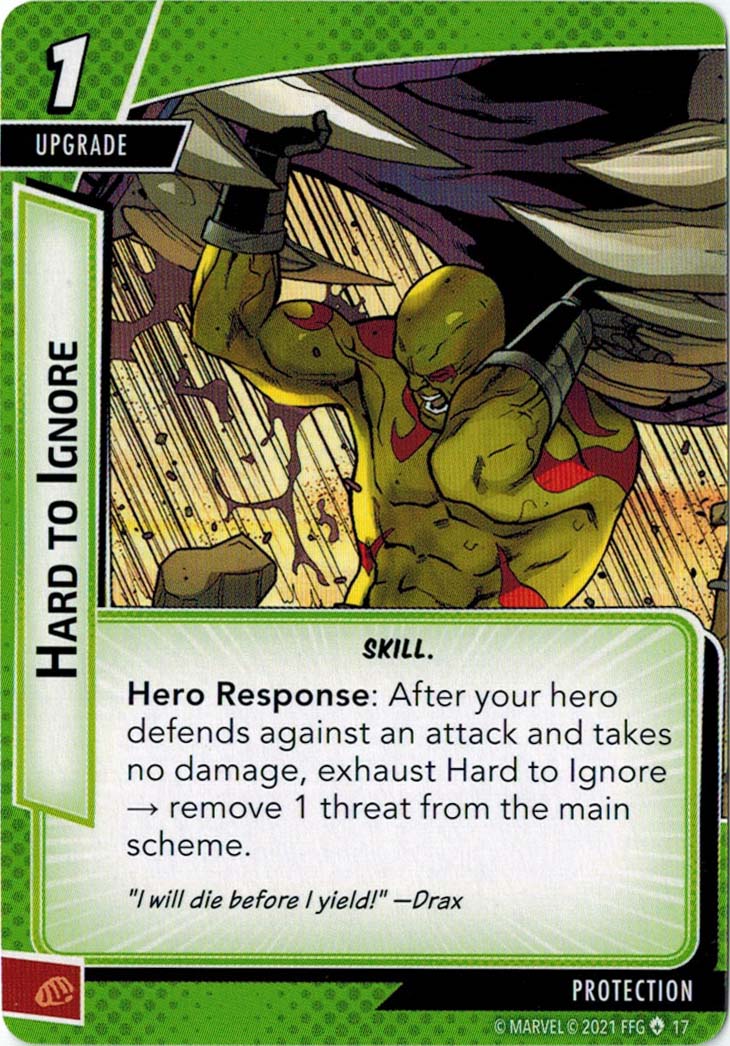 1
UPGRADE
HARD TO IGNORE
SKILL.
Hero Response: After your hero
defends against an attack and takes
no damage, exhaust Hard to Ignore
→ remove 1 threat from the main
scheme.
"I will die before I yield!" —Drax
PROTECTION
© MARVEL © 2021 FFG 17